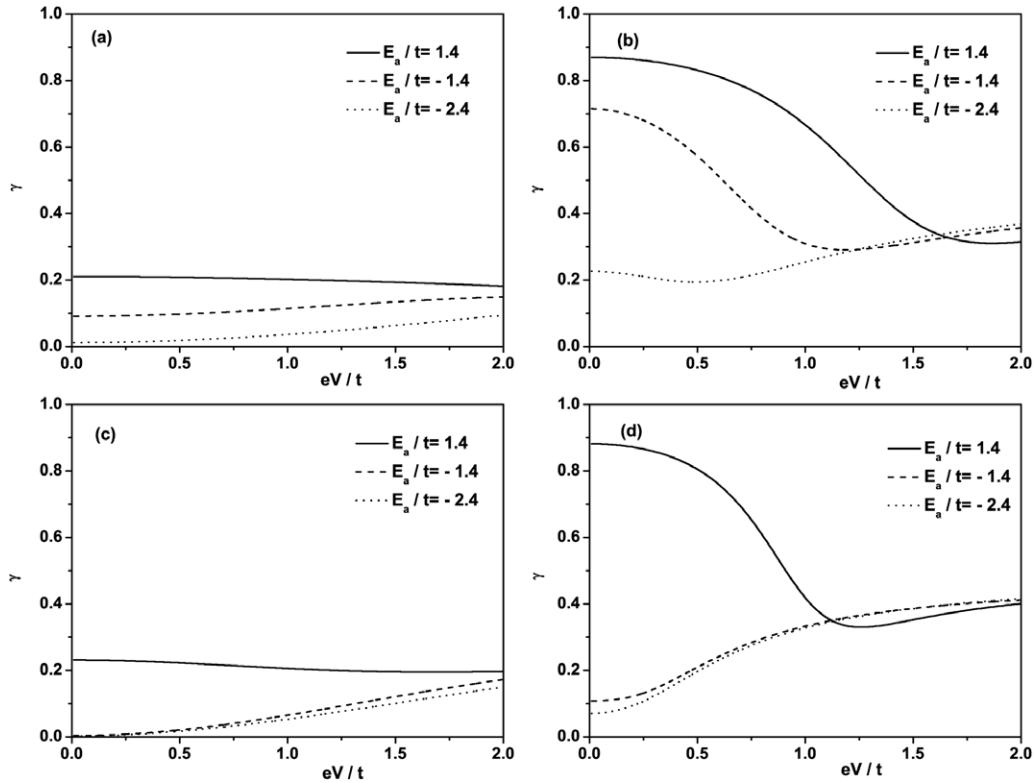 (a)
E_a / t= 1.4
E_a / t= - 1.4
E_a / t= - 2.4
1.0
0.8
0.6
0.4
0.2
0.0
γ
0.0 0.5 1.0 1.5 2.0
eV / t
(b)
E_a / t= 1.4
E_a / t= - 1.4
E_a / t= - 2.4
1.0
0.8
0.6
0.4
0.2
0.0
γ
0.0 0.5 1.0 1.5 2.0
eV / t
(c)
E_a / t= 1.4
E_a / t= - 1.4
E_a / t= - 2.4
1.0
0.8
0.6
0.4
0.2
0.0
γ
0.0 0.5 1.0 1.5 2.0
eV / t
(d)
E_a / t= 1.4
E_a / t= - 1.4
E_a / t= - 2.4
1.0
0.8
0.6
0.4
0.2
0.0
γ
0.0 0.5 1.0 1.5 2.0
eV / t